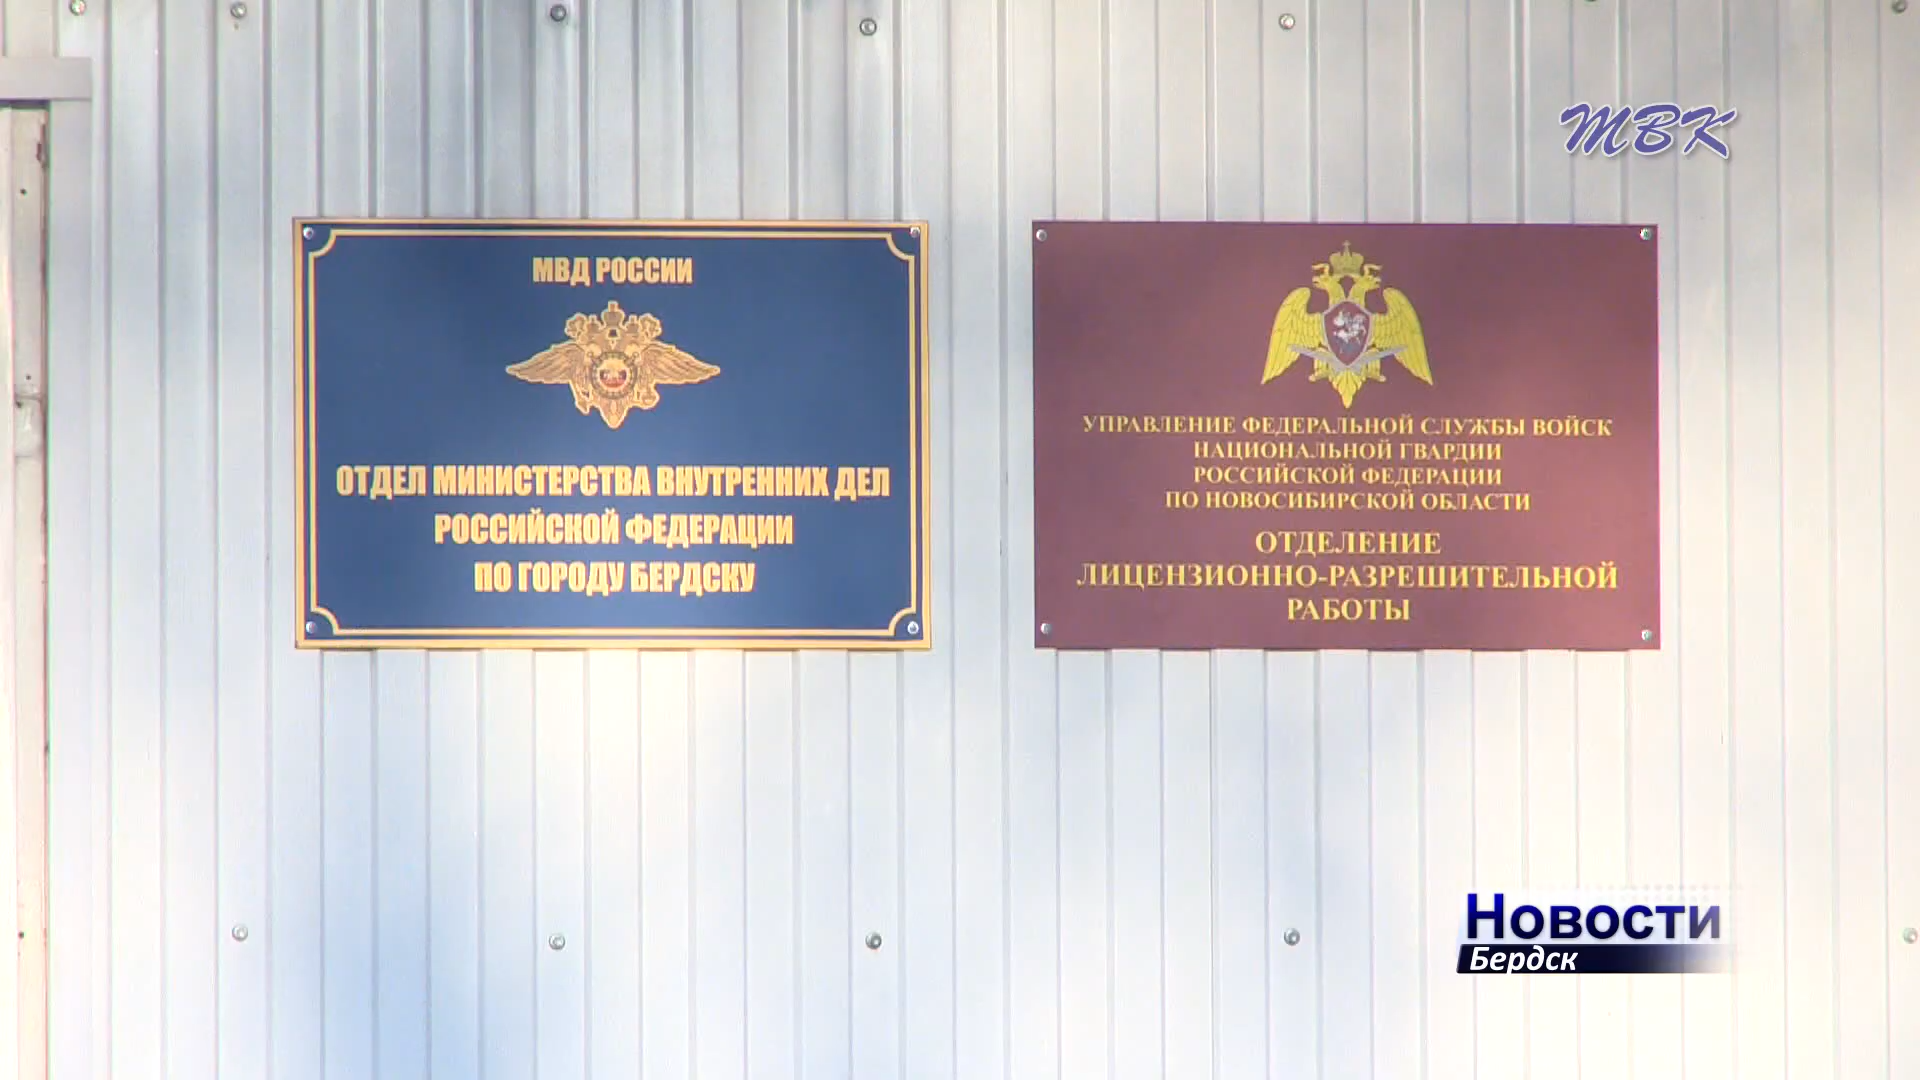 ТВК
МВД РОССИИ
ОТДЕЛ МИНИСТЕРСТВА ВНУТРЕННИХ ДЕЛ
РОССИЙСКОЙ ФЕДЕРАЦИИ
ПО ГОРОДУ БЕРДСКУ
УПРАВЛЕНИЕ ФЕДЕРАЛЬНОЙ СЛУЖБЫ ВОЙСК
НАЦИОНАЛЬНОЙ ГВАРДИИ
РОССИЙСКОЙ ФЕДЕРАЦИИ
ПО НОВОСИБИРСКОЙ ОБЛАСТИ
ОТДЕЛЕНИЕ
ЛИЦЕНЗИОННО-РАЗРЕШИТЕЛЬНОЙ
РАБОТЫ
Новости
Бердск